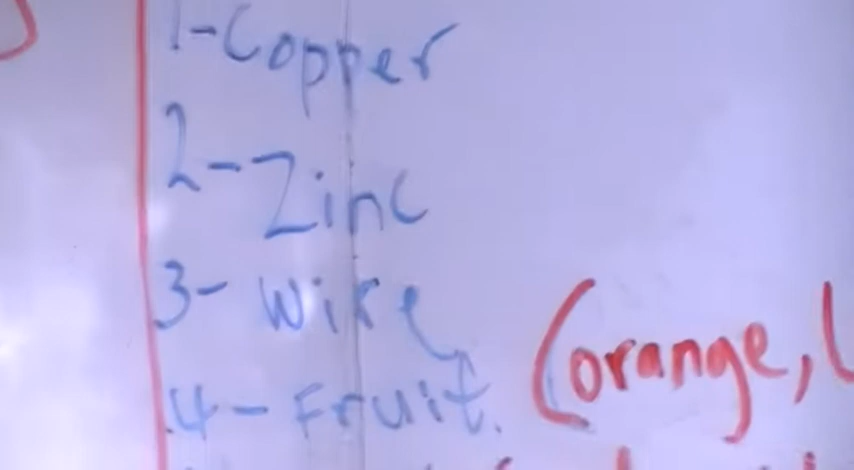 1-Copper
2-Zinc
3- wire
4- Fruit. (orange,